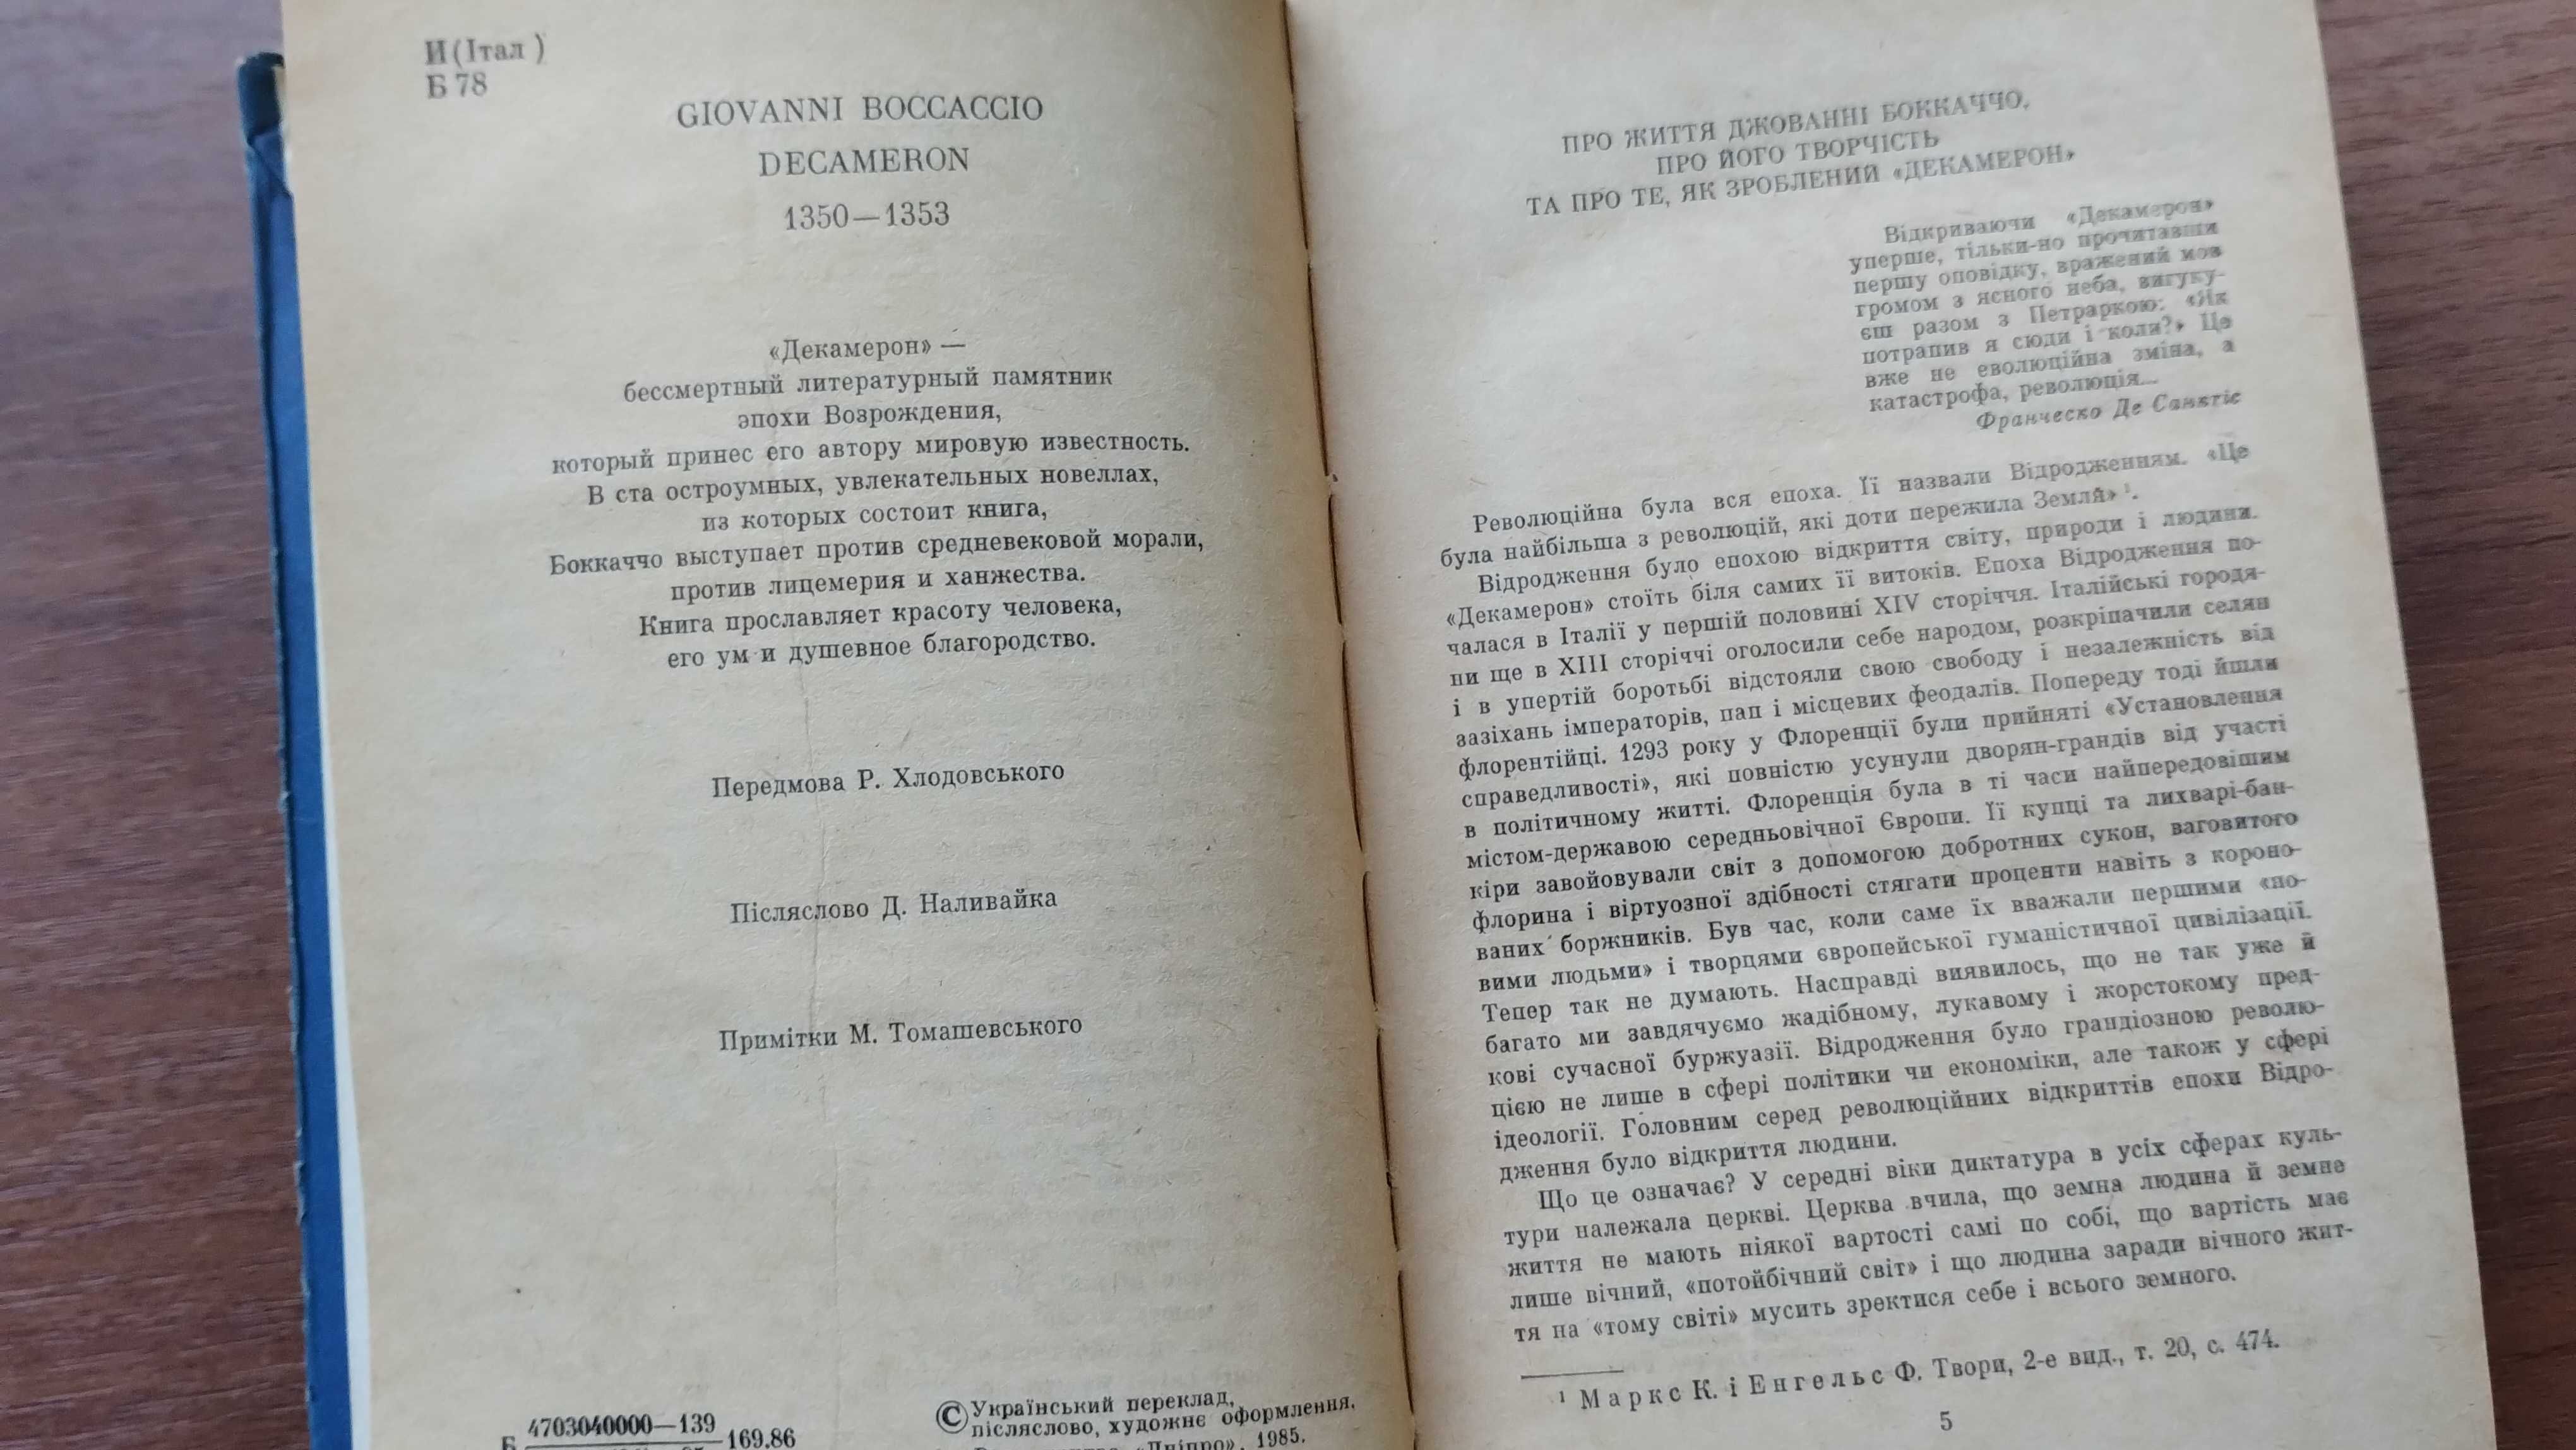 И(Італ)
Б 78
GIOVANNI BOCCACCIO
DECAMERON
1350—1353
«Декамерон» —
бессмертный литературный памятник
эпохи Возрождения,
который принес его автору мировую известность.
В ста остроумных, увлекательных новеллах,
из которых состоит книга,
Боккаччо выступает против средневековой морали,
против лицемерия и ханжества.
Книга прославляет красоту человека,
его ум и душевное благородство.
Передмова Р. Хлодовського
Післяслово Д. Наливайка
Примітки М. Томашевського
Б 4703040000—139 169.86
© Український переклад,
післяслово, художнє оформлення,
«Дніпро», 1985.
ПРО ЖИТТЯ ДЖОВАННІ БОККАЧЧО,
ПРО ЙОГО ТВОРЧІСТЬ
ТА ПРО ТЕ, ЯК ЗРОБЛЕНИЙ «ДЕКАМЕРОН»
Відкриваючи «Декамерон»
уперше, тільки-но прочитавши
першу оповідку, вражений мов
громом з ясного неба, вигуку-
єш разом з Петраркою: «Як
потрапив я сюди і коли?» Це
вже не еволюційна зміна, а
катастрофа, революція...
Франческо Де Санктіс
Революційна була вся епоха. Її назвали Відродженням. «Це
була найбільша з революцій, які доти пережила Земля» ¹.
Відродження було епохою відкриття світу, природи і людини.
«Декамерон» стоїть біля самих її витоків. Епоха Відродження по-
чалася в Італії у першій половині XIV сторіччя. Італійські городя-
ни ще в XIII сторіччі оголосили себе народом, розкріпачили селян
і в упертій боротьбі відстояли свою свободу і незалежність від
зазіхань імператорів, пап і місцевих феодалів. Попереду тоді йшли
флорентійці. 1293 року у Флоренції були прийняті «Установлення
справедливості», які повністю усунули дворян-грандів від участі
в політичному житті. Флоренція була в ті часи найпередовішим
містом-державою середньовічної Європи. Її купці та лихварі-бан-
кіри завойовували світ з допомогою добротних сукон, ваговитого
флорина і віртуозної здібності стягати проценти навіть з короно-
ваних боржників. Був час, коли саме їх вважали першими «но-
вими людьми» і творцями європейської гуманістичної цивілізації.
Тепер так не думають. Насправді виявилось, що не так уже й
багато ми завдячуємо жадібному, лукавому і жорстокому пред-
кові сучасної буржуазії. Відродження було грандіозною револю-
цією не лише в сфері політики чи економіки, але також у сфері
ідеології. Головним серед революційних відкриттів епохи Відро-
дження було відкриття людини.
Що це означає? У середні віки диктатура в усіх сферах куль-
тури належала церкві. Церква вчила, що земна людина й земне
життя не мають ніякої вартості самі по собі, що вартість має
лише вічний, «потойбічний світ» і що людина заради вічного жит-
тя на «тому світі» мусить зректися себе і всього земного.
¹ Маркс К. і Енгельс Ф. Твори, 2-е вид., т. 20, с. 474.
5